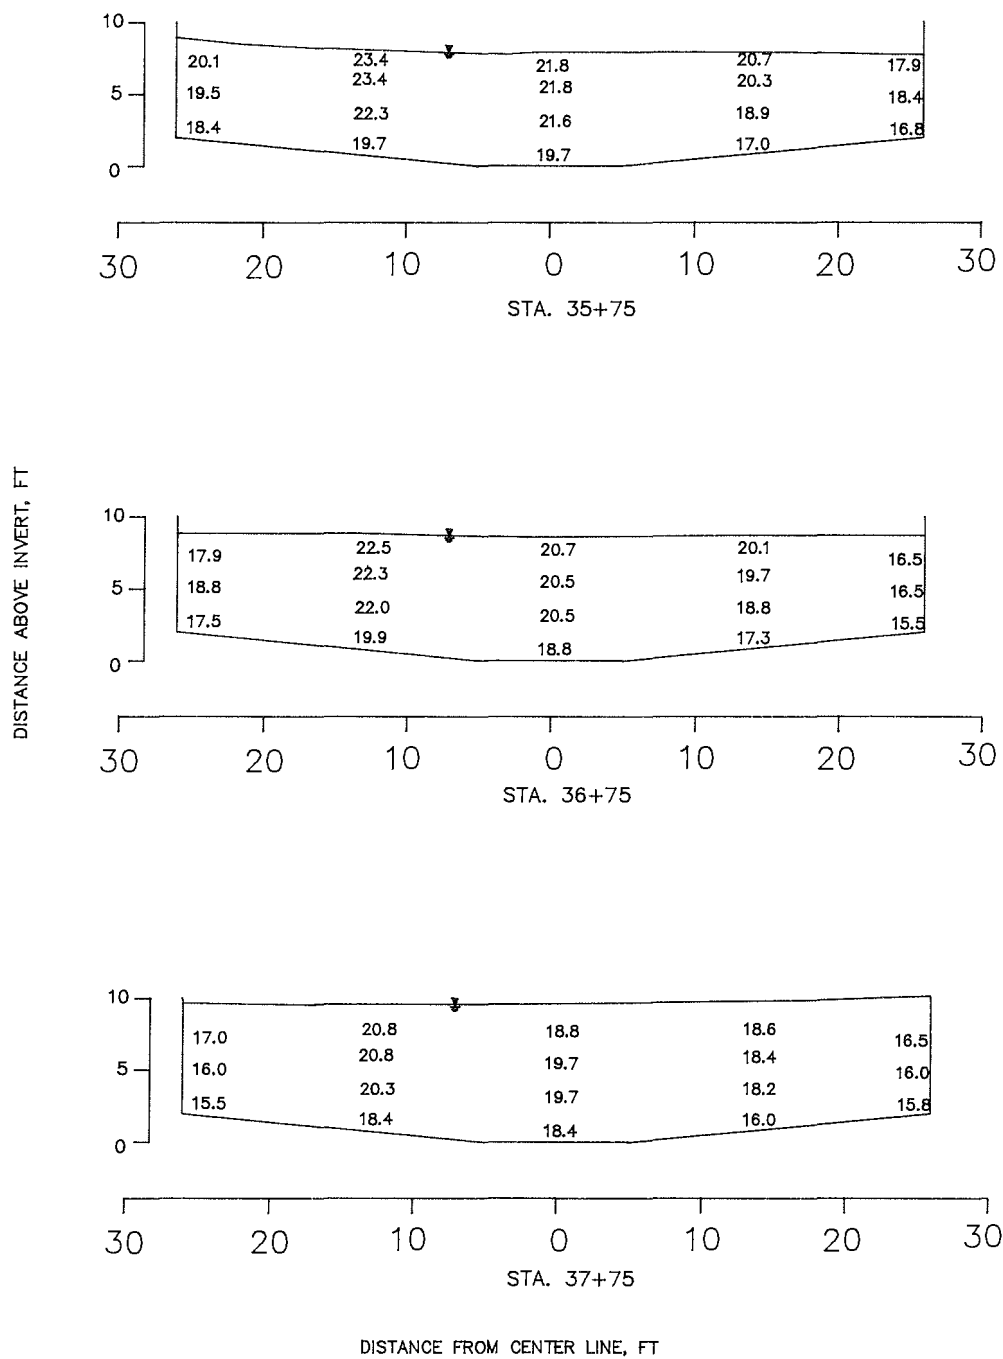 10
5
0
20.1 23.4 21.8 20.7 17.9
23.4 21.8 20.3
19.5 18.4
22.3 21.6 18.9
18.4 16.8
19.7 19.7 17.0
30 20 10 0 10 20 30
STA. 35+75
DISTANCE ABOVE INVERT, FT
10
5
0
17.9 22.5 20.7 20.1 16.5
22.3 20.5 19.7
18.8 16.5
22.0 20.5 18.8
17.5 15.5
19.9 18.8 17.3
30 20 10 0 10 20 30
STA. 36+75
10
5
0
17.0 20.8 18.8 18.6 16.5
20.8 19.7 18.4
16.0 16.0
20.3 19.7 18.2
15.5 15.8
18.4 18.4 16.0
30 20 10 0 10 20 30
STA. 37+75
DISTANCE FROM CENTER LINE, FT